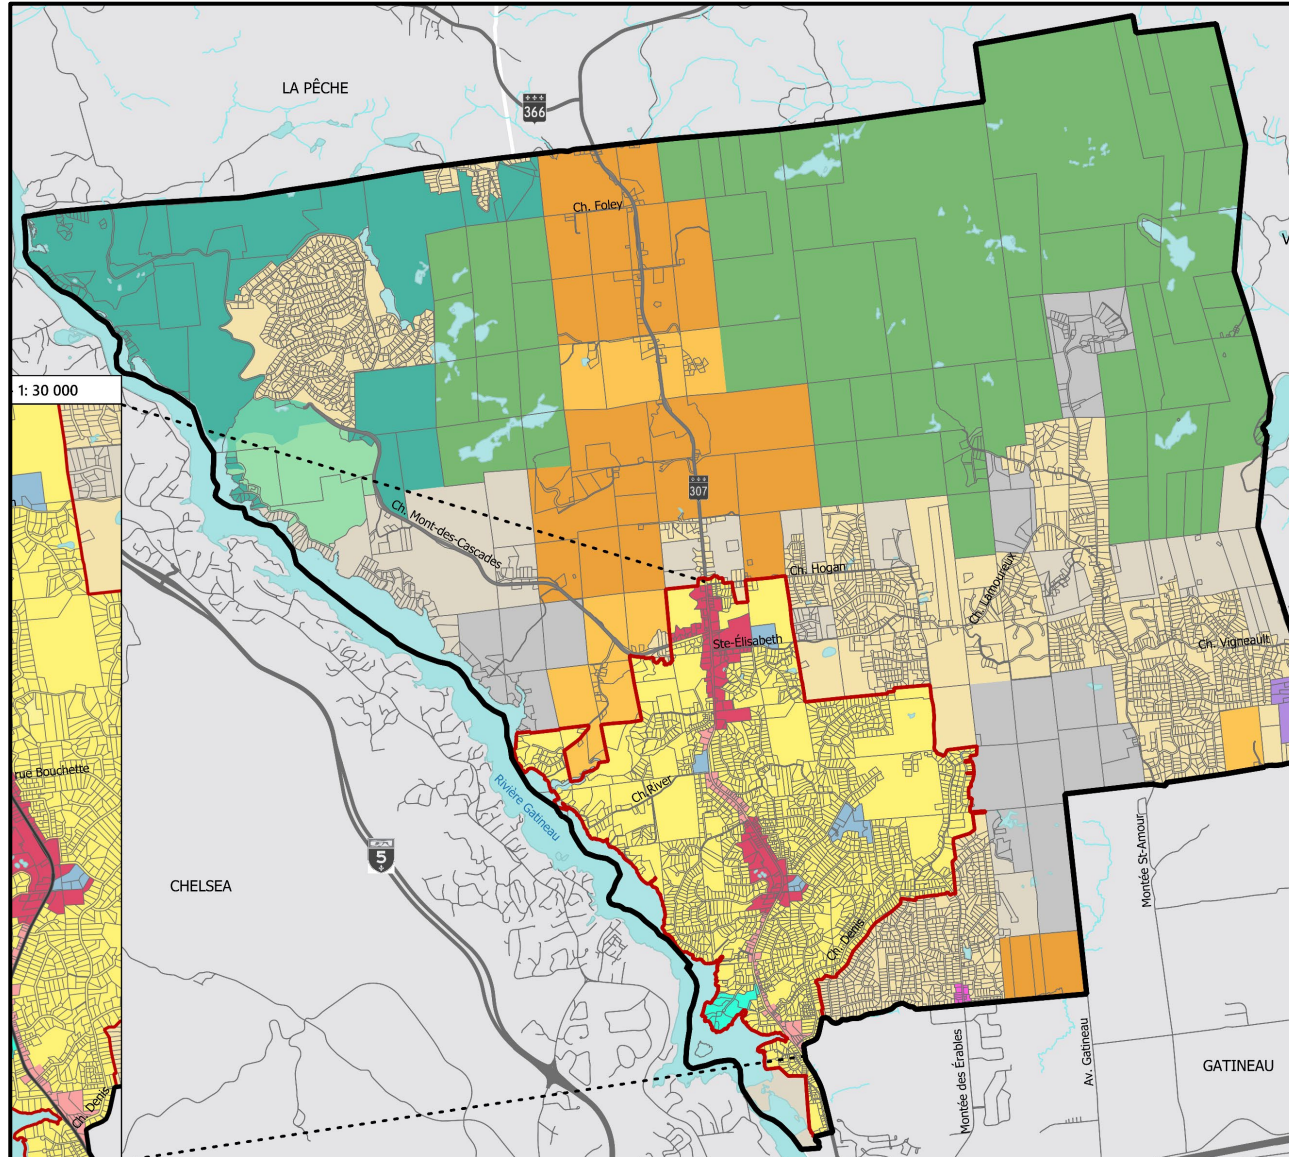 LA PÊCHE
366
Ch. Foley
V
1: 30 000
307
Ch. Mont-des-Cascades
Ch. Hogan
Ch. Lamoureux
Ste-Élisabeth
Ch. Vigneault
rue Bouchette
Ch. River
Rivière Gatineau
5
CHELSEA
Montée St-Amour
Ch. Denis
Montée des Érables
Av. Gatineau
GATINEAU
Ch. Denis